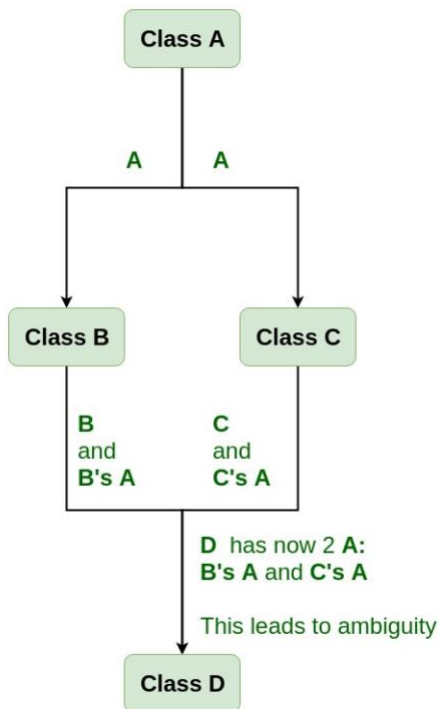 Class A
A
A
Class B
Class C
B
and
B's A
C
and
C's A
D has now 2 A:
B's A and C's A
This leads to ambiguity
Class D